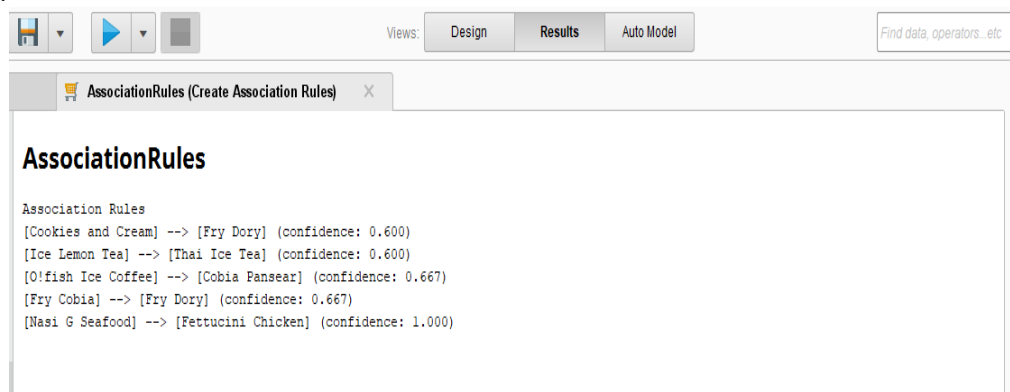 Views: Design Results Auto Model Find data, operators...etc
AssociationRules (Create Association Rules)
AssociationRules
Association Rules
[Cookies and Cream] --> [Fry Dory] (confidence: 0.600)
[Ice Lemon Tea] --> [Thai Ice Tea] (confidence: 0.600)
[O!fish Ice Coffee] --> [Cobia Pansear] (confidence: 0.667)
[Fry Cobia] --> [Fry Dory] (confidence: 0.667)
[Nasi G Seafood] --> [Fettucini Chicken] (confidence: 1.000)